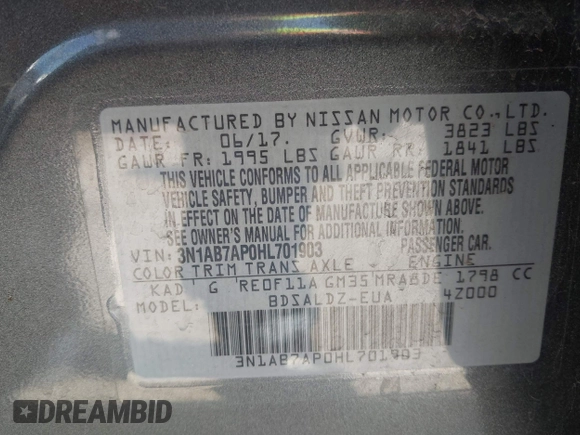 MANUFACTURED BY NISSAN MOTOR CO., LTD.
DATE: 06/17. GVWR: 3823 LBS
GAWR FR: 1995 LBS GAWR RR: 1841 LBS
THIS VEHICLE CONFORMS TO ALL APPLICABLE FEDERAL MOTOR
VEHICLE SAFETY, BUMPER AND THEFT PREVENTION STANDARDS
IN EFFECT ON THE DATE OF MANUFACTURE SHOWN ABOVE.
SEE OWNER'S MANUAL FOR ADDITIONAL INFORMATION.
VIN: 3N1AB7AP0HL701903 PASSENGER CAR.
COLOR TRIM TRANS AXLE ENGINE
KAD G RE0F11A GM35 MRA8DE 1798 CC
MODEL: BDSALDZ-EUA 4Z000
3N1AB7AP0HL701903
DREAMBID